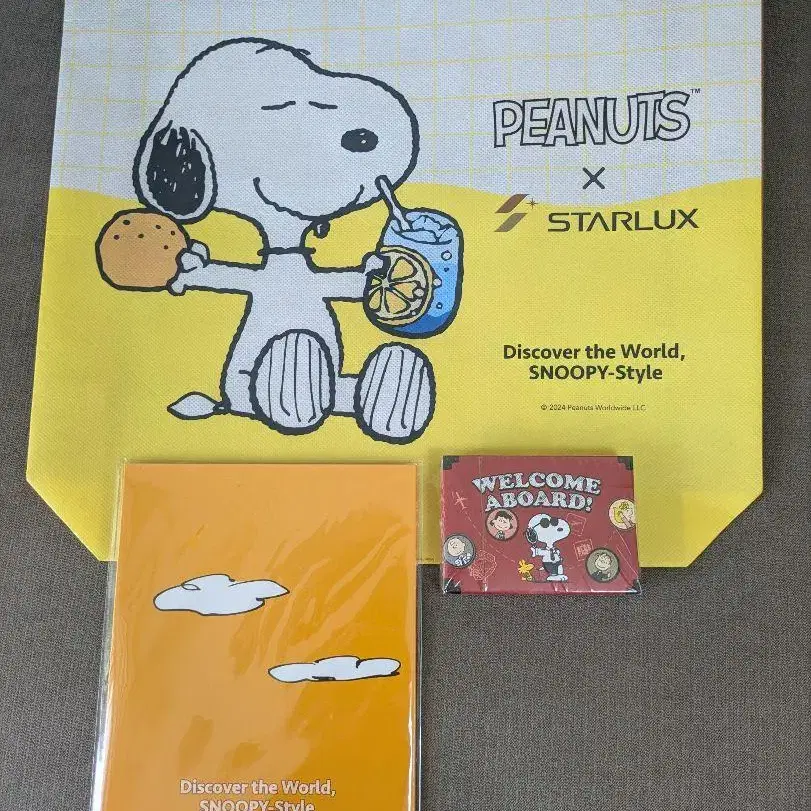 PEANUTS™
×
STARLUX
Discover the World,
SNOOPY-Style
© 2024 Peanuts Worldwide LLC
WELCOME
ABOARD!
Discover the World,
SNOOPY-Style